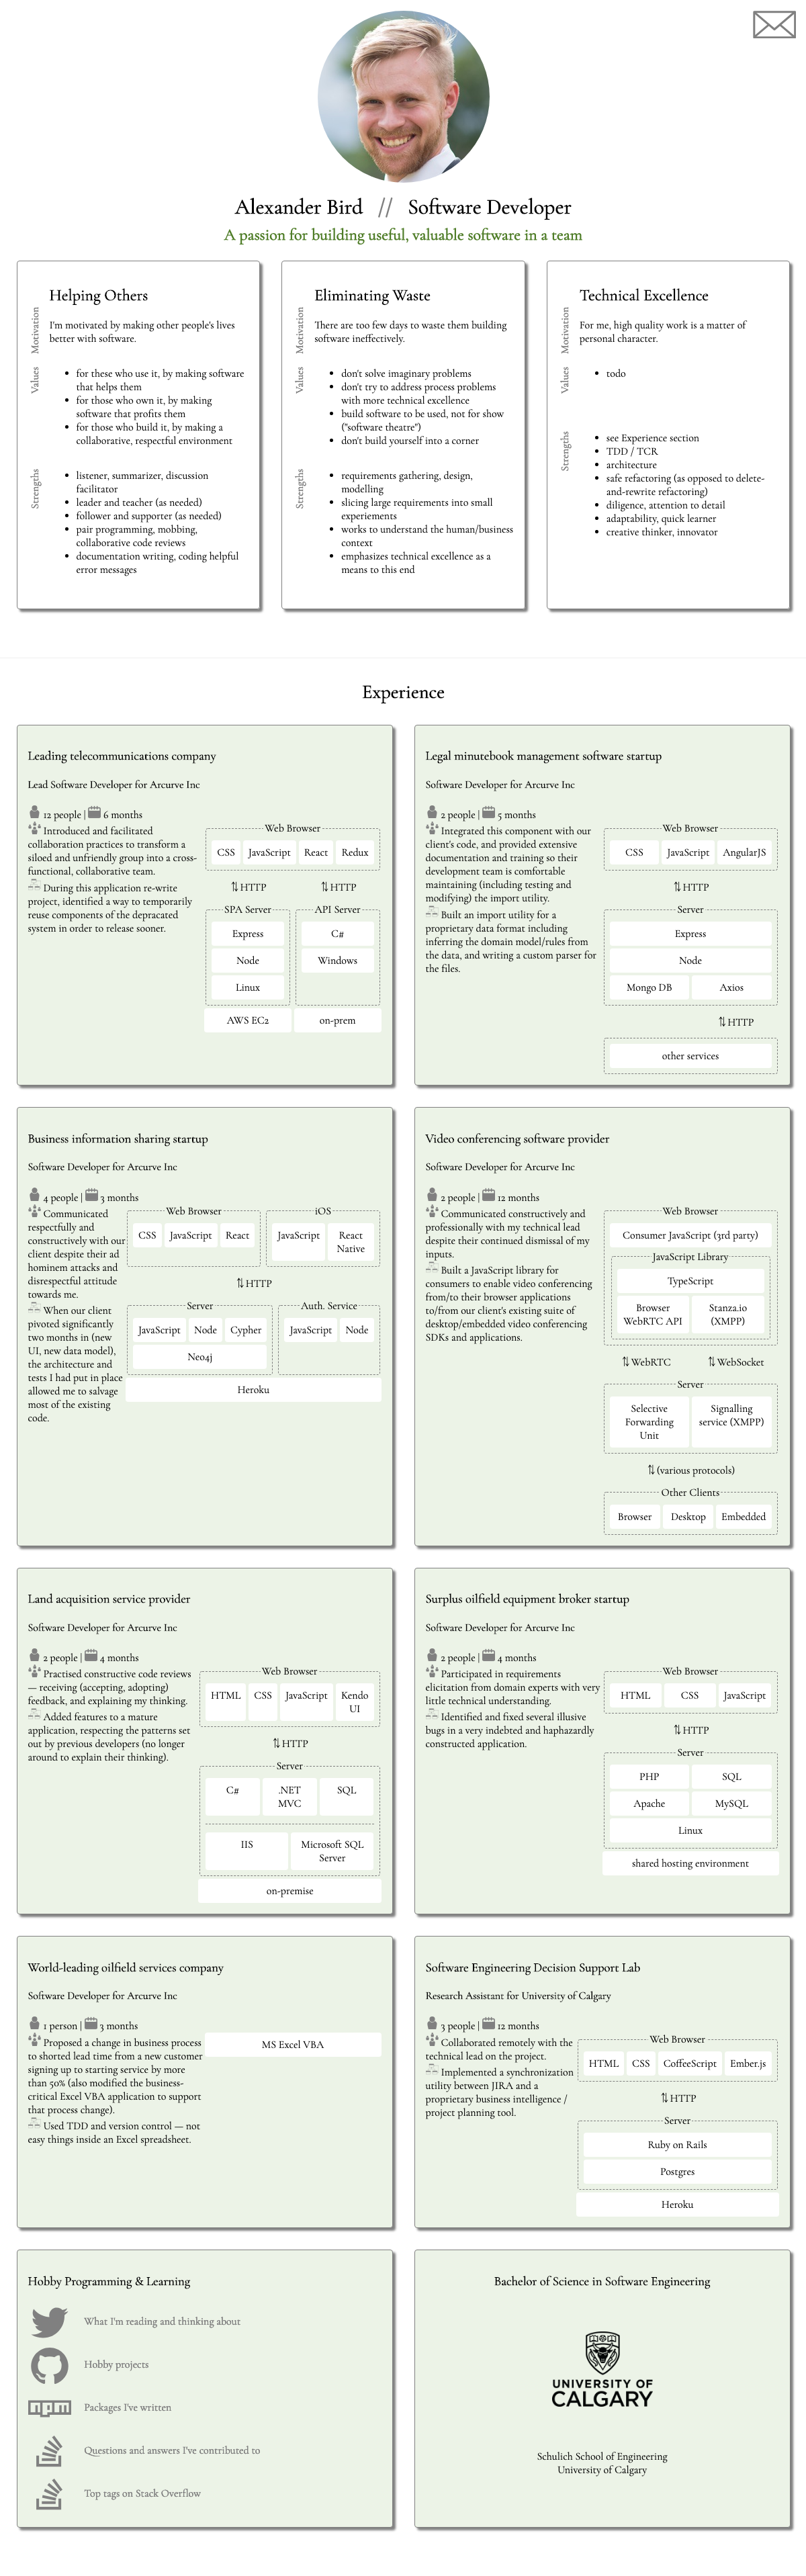 Alexander Bird // Software Developer
A passion for building useful, valuable software in a team
Helping Others
Motivation
I'm motivated by making other people's lives
better with software.
Values
for these who use it, by making software
that helps them
for those who own it, by making
software that profits them
for those who build it, by making a
collaborative, respectful environment
Strengths
listener, summarizer, discussion
facilitator
leader and teacher (as needed)
follower and supporter (as needed)
pair programming, mobbing,
collaborative code reviews
documentation writing, coding helpful
error messages
Eliminating Waste
Motivation
There are too few days to waste them building
software ineffectively.
Values
don't solve imaginary problems
don't try to address process problems
with more technical excellence
build software to be used, not for show
("software theatre")
don't build yourself into a corner
Strengths
requirements gathering, design,
modelling
slicing large requirements into small
experiements
works to understand the human/business
context
emphasizes technical excellence as a
means to this end
Technical Excellence
Motivation
For me, high quality work is a matter of
personal character.
Values
todo
Strengths
see Experience section
TDD / TCR
architecture
safe refactoring (as opposed to delete-
and-rewrite refactoring)
diligence, attention to detail
adaptability, quick learner
creative thinker, innovator
Experience
Leading telecommunications company
Lead Software Developer for Arcurve Inc
12 people | 6 months
Introduced and facilitated
collaboration practices to transform a
siloed and unfriendly group into a cross-
functional, collaborative team.
During this application re-write
project, identified a way to temporarily
reuse components of the depracated
system in order to release sooner.
Web Browser
CSS JavaScript React Redux
⇅ HTTP ⇅ HTTP
SPA Server API Server
Express C#
Node Windows
Linux
AWS EC2 on-prem
Legal minutebook management software startup
Software Developer for Arcurve Inc
2 people | 5 months
Integrated this component with our
client's code, and provided extensive
documentation and training so their
development team is comfortable
maintaining (including testing and
modifying) the import utility.
Built an import utility for a
proprietary data format including
inferring the domain model/rules from
the data, and writing a custom parser for
the files.
Web Browser
CSS JavaScript AngularJS
⇅ HTTP
Server
Express
Node
Mongo DB Axios
⇅ HTTP
other services
Business information sharing startup
Software Developer for Arcurve Inc
4 people | 3 months
Communicated
respectfully and
constructively with our
client despite their ad
hominem attacks and
disrespectful attitude
towards me.
When our client
pivoted significantly
two months in (new
UI, new data model),
the architecture and
tests I had put in place
allowed me to salvage
most of the existing
code.
Web Browser iOS
CSS JavaScript React JavaScript React
Native
⇅ HTTP
Server Auth. Service
JavaScript Node Cypher JavaScript Node
Neo4j
Heroku
Video conferencing software provider
Software Developer for Arcurve Inc
2 people | 12 months
Communicated constructively and
professionally with my technical lead
despite their continued dismissal of my
inputs.
Built a JavaScript library for
consumers to enable video conferencing
from/to their browser applications
to/from our client's existing suite of
desktop/embedded video conferencing
SDKs and applications.
Web Browser
Consumer JavaScript (3rd party)
JavaScript Library
TypeScript
Browser Stanza.io
WebRTC API (XMPP)
⇅ WebRTC ⇅ WebSocket
Server
Selective Signalling
Forwarding service (XMPP)
Unit
⇅ (various protocols)
Other Clients
Browser Desktop Embedded
Land acquisition service provider
Software Developer for Arcurve Inc
2 people | 4 months
Practised constructive code reviews
— receiving (accepting, adopting)
feedback, and explaining my thinking.
Added features to a mature
application, respecting the patterns set
out by previous developers (no longer
around to explain their thinking).
Web Browser
HTML CSS JavaScript Kendo
UI
⇅ HTTP
Server
C# .NET SQL
MVC
IIS Microsoft SQL
Server
on-premise
Surplus oilfield equipment broker startup
Software Developer for Arcurve Inc
2 people | 4 months
Participated in requirements
elicitation from domain experts with very
little technical understanding.
Identified and fixed several illusive
bugs in a very indebted and haphazardly
constructed application.
Web Browser
HTML CSS JavaScript
⇅ HTTP
Server
PHP SQL
Apache MySQL
Linux
shared hosting environment
World-leading oilfield services company
Software Developer for Arcurve Inc
1 person | 3 months
Proposed a change in business process
to shorted lead time from a new customer
signing up to starting service by more
than 50% (also modified the business-
critical Excel VBA application to support
that process change).
Used TDD and version control — not
easy things inside an Excel spreadsheet.
MS Excel VBA
Software Engineering Decision Support Lab
Research Assistant for University of Calgary
3 people | 12 months
Collaborated remotely with the
technical lead on the project.
Implemented a synchronization
utility between JIRA and a
proprietary business intelligence /
project planning tool.
Web Browser
HTML CSS CoffeeScript Ember.js
⇅ HTTP
Server
Ruby on Rails
Postgres
Heroku
Hobby Programming & Learning
What I'm reading and thinking about
Hobby projects
npm Packages I've written
Questions and answers I've contributed to
Top tags on Stack Overflow
Bachelor of Science in Software Engineering
UNIVERSITY OF
CALGARY
Schulich School of Engineering
University of Calgary